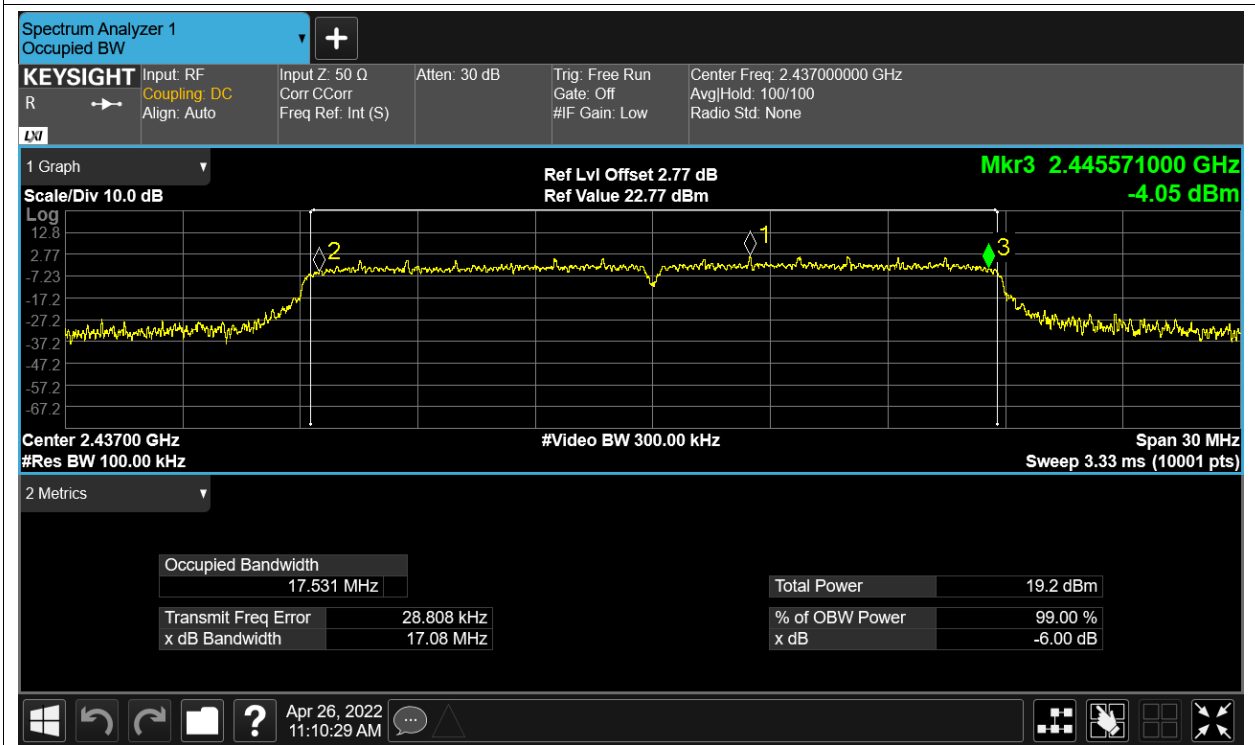 Spectrum Analyzer 1
Occupied BW
KEYSIGHT
R
LXI
Input: RF
Coupling: DC
Align: Auto
Input Z: 50 Ω
Corr CCorr
Freq Ref: Int (S)
Atten: 30 dB
Trig: Free Run
Gate: Off
#IF Gain: Low
Center Freq: 2.437000000 GHz
Avg|Hold: 100/100
Radio Std: None
1 Graph
Scale/Div 10.0 dB
Ref Lvl Offset 2.77 dB
Ref Value 22.77 dBm
Mkr3 2.445571000 GHz
-4.05 dBm
Log
12.8
2.77
-7.23
-17.2
-27.2
-37.2
-47.2
-57.2
-67.2
2
1
3
Center 2.43700 GHz
#Video BW 300.00 kHz
Span 30 MHz
#Res BW 100.00 kHz
Sweep 3.33 ms (10001 pts)
2 Metrics
Occupied Bandwidth
17.531 MHz
Transmit Freq Error 28.808 kHz
x dB Bandwidth 17.08 MHz
Total Power 19.2 dBm
% of OBW Power 99.00 %
x dB -6.00 dB
?
Apr 26, 2022
11:10:29 AM